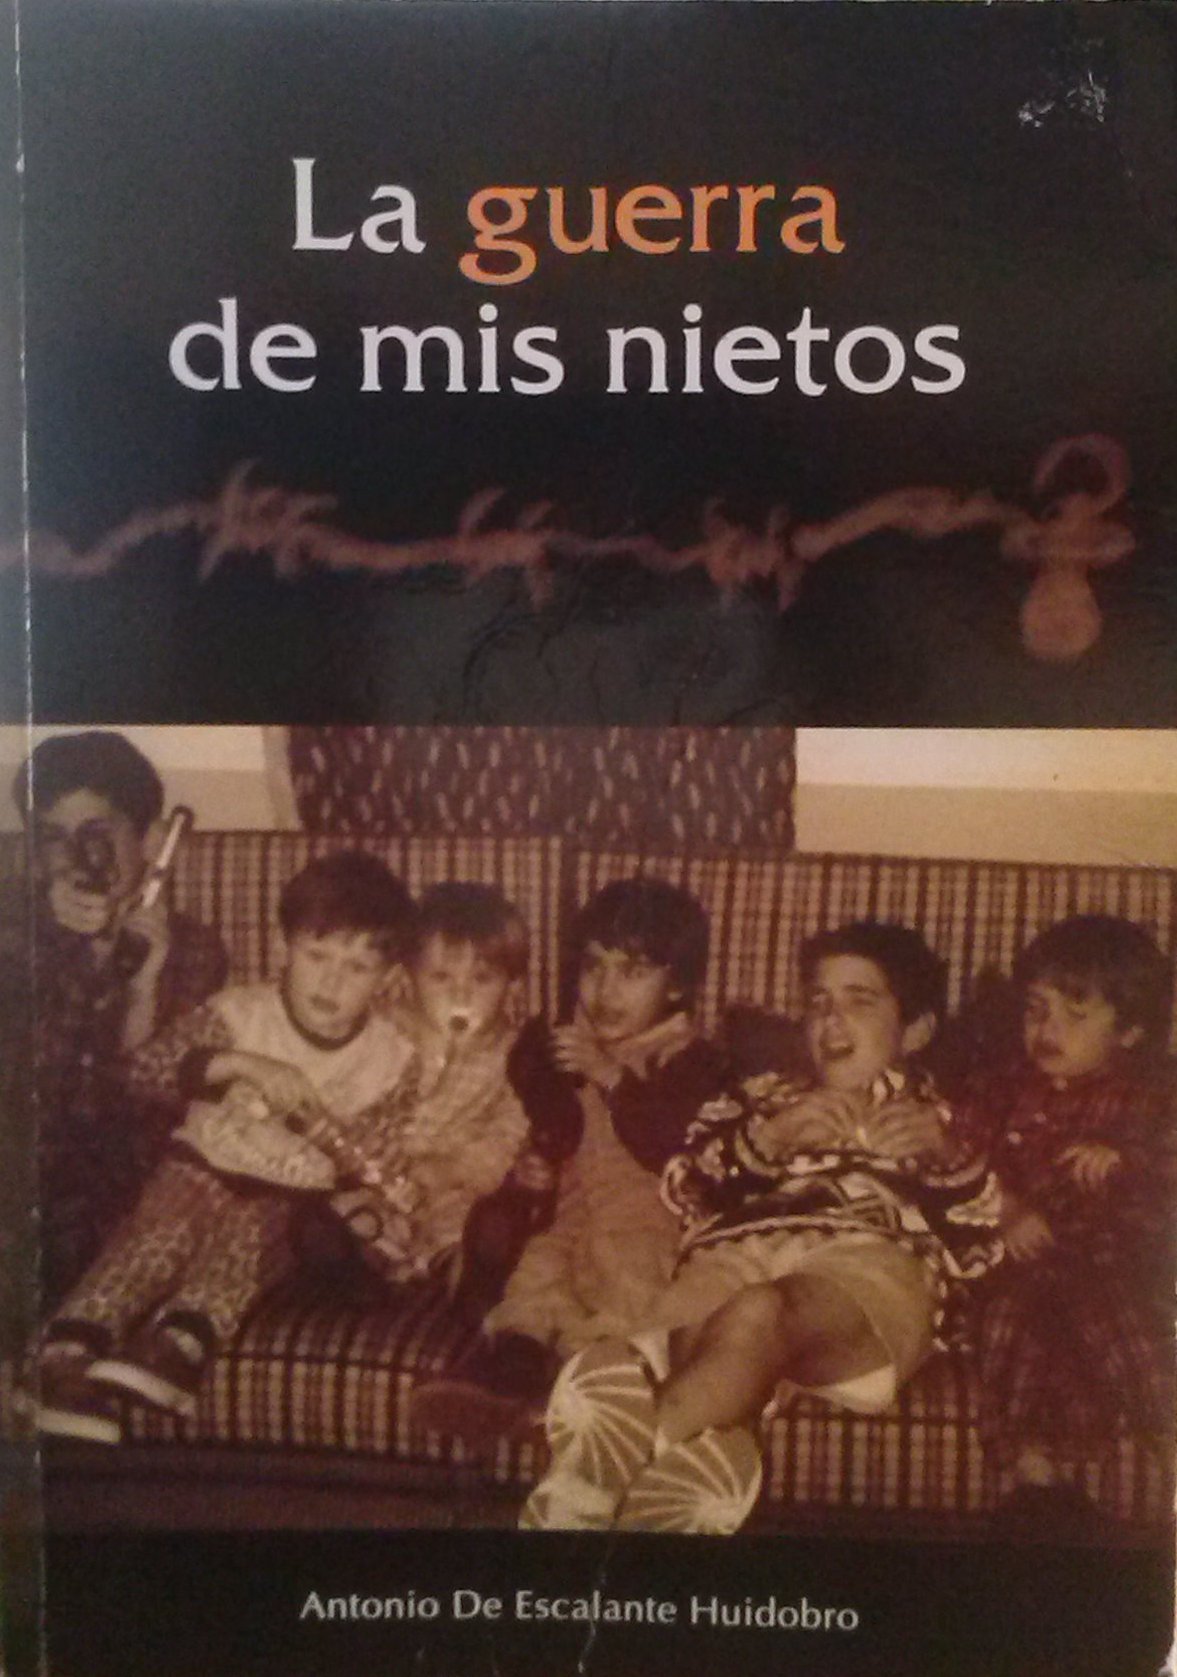 La guerra
de mis nietos
Antonio De Escalante Huidobro